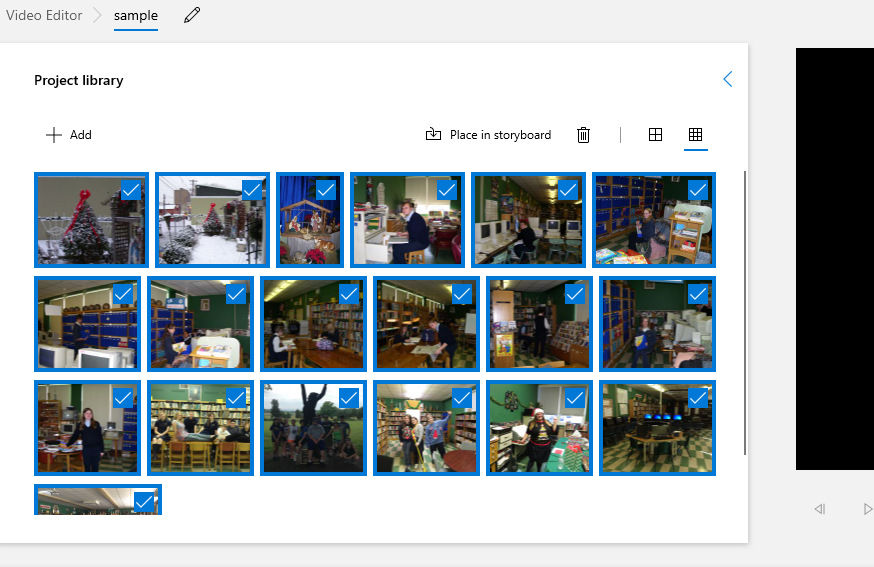 Video Editor
sample
Project library
Add
Place in storyboard